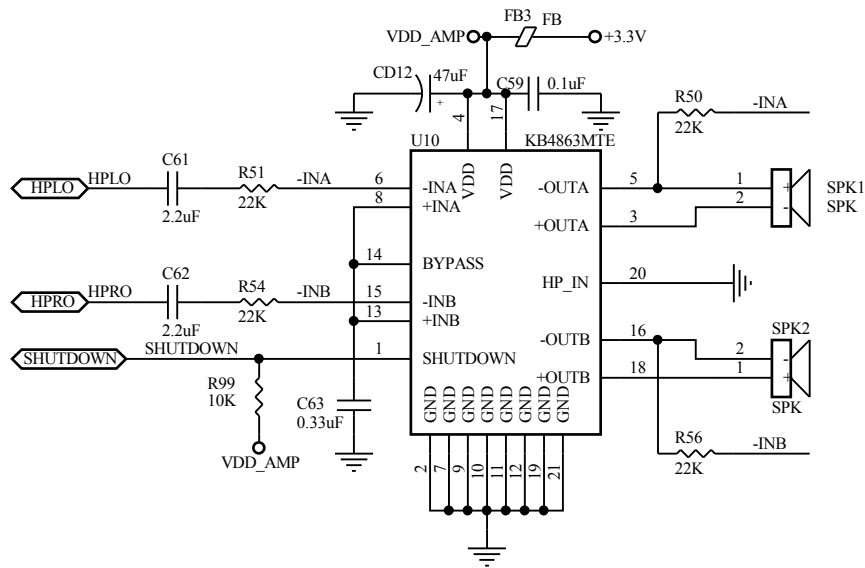 FB3 FB
VDD_AMP +3.3V
CD12 47uF C59 0.1uF
+
4 17
R50 -INA
22K
U10 KB4863MTE
VDD VDD
C61
HPLO HPLO R51 -INA 6 -INA -OUTA 5 1 + SPK1
2.2uF 22K 8 +INA 2 - SPK
+OUTA 3
14 BYPASS
C62 HP_IN 20
HPRO HPRO R54 -INB 15 -INB
2.2uF 22K 13 +INB
-OUTB 16 SPK2
SHUTDOWN SHUTDOWN 1 SHUTDOWN 2 -
+OUTB 18 1 +
R99
10K
C63
0.33uF
GND GND GND GND GND GND GND GND
SPK
R56 -INB
22K
VDD_AMP
2 7 9 10 11 12 19 21